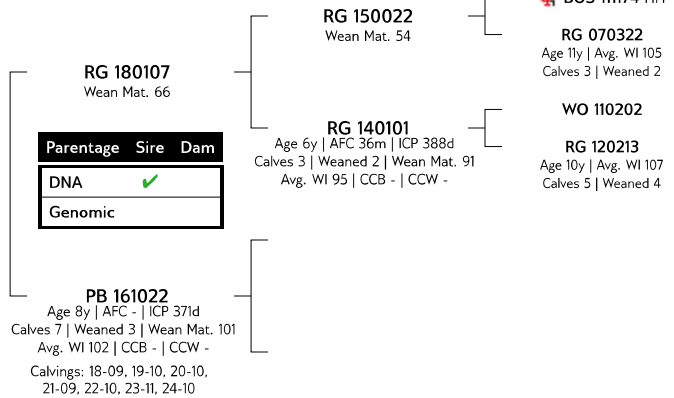 BOS 11174 HH
RG 150022
Wean Mat. 54
RG 070322
Age 11y | Avg. WI 105
Calves 3 | Weaned 2
RG 180107
Wean Mat. 66
WO 110202
RG 140101
Age 6y | AFC 36m | ICP 388d
Calves 3 | Weaned 2 | Wean Mat. 91
Avg. WI 95 | CCB - | CCW -
RG 120213
Age 10y | Avg. WI 107
Calves 5 | Weaned 4
Parentage Sire Dam
DNA ✔
Genomic
PB 161022
Age 8y | AFC - | ICP 371d
Calves 7 | Weaned 3 | Wean Mat. 101
Avg. WI 102 | CCB - | CCW -
Calvings: 18-09, 19-10, 20-10,
21-09, 22-10, 23-11, 24-10